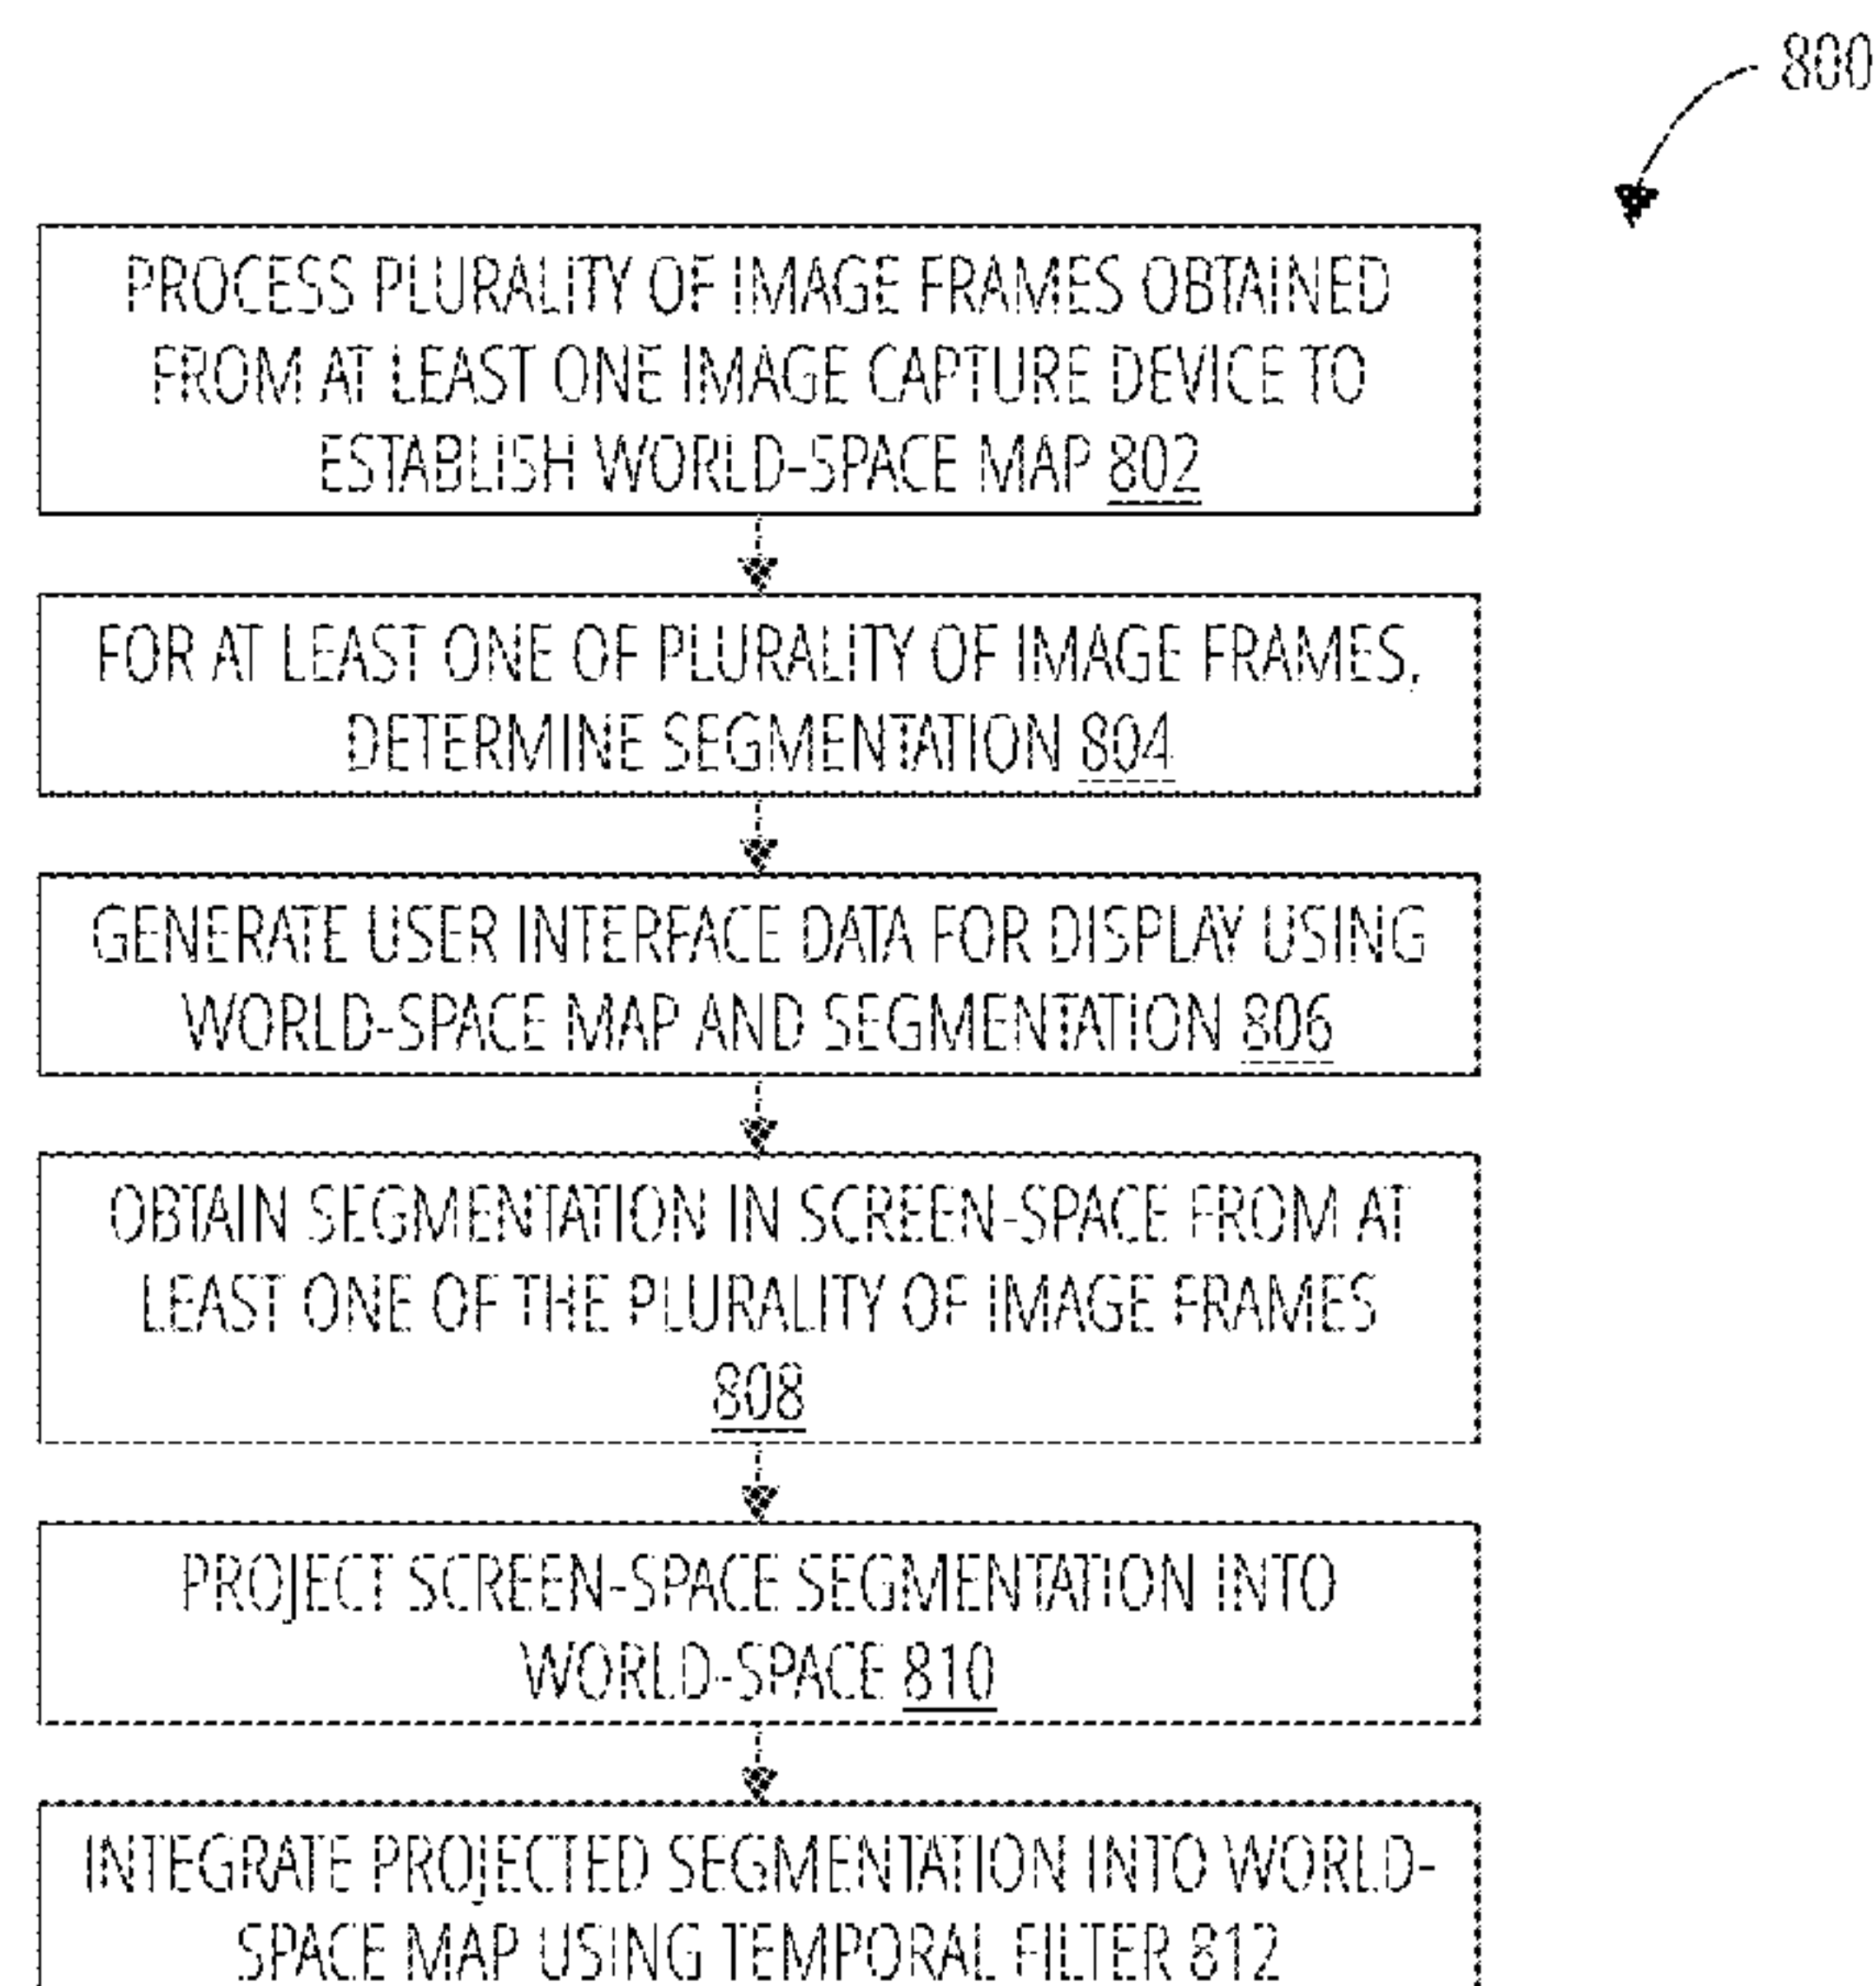 800
PROCESS PLURALITY OF IMAGE FRAMES OBTAINED
FROM AT LEAST ONE IMAGE CAPTURE DEVICE TO
ESTABLISH WORLD-SPACE MAP 802
FOR AT LEAST ONE OF PLURALITY OF IMAGE FRAMES,
DETERMINE SEGMENTATION 804
GENERATE USER INTERFACE DATA FOR DISPLAY USING
WORLD-SPACE MAP AND SEGMENTATION 806
OBTAIN SEGMENTATION IN SCREEN-SPACE FROM AT
LEAST ONE OF THE PLURALITY OF IMAGE FRAMES
808
PROJECT SCREEN-SPACE SEGMENTATION INTO
WORLD-SPACE 810
INTEGRATE PROJECTED SEGMENTATION INTO WORLD-
SPACE MAP USING TEMPORAL FILTER 812